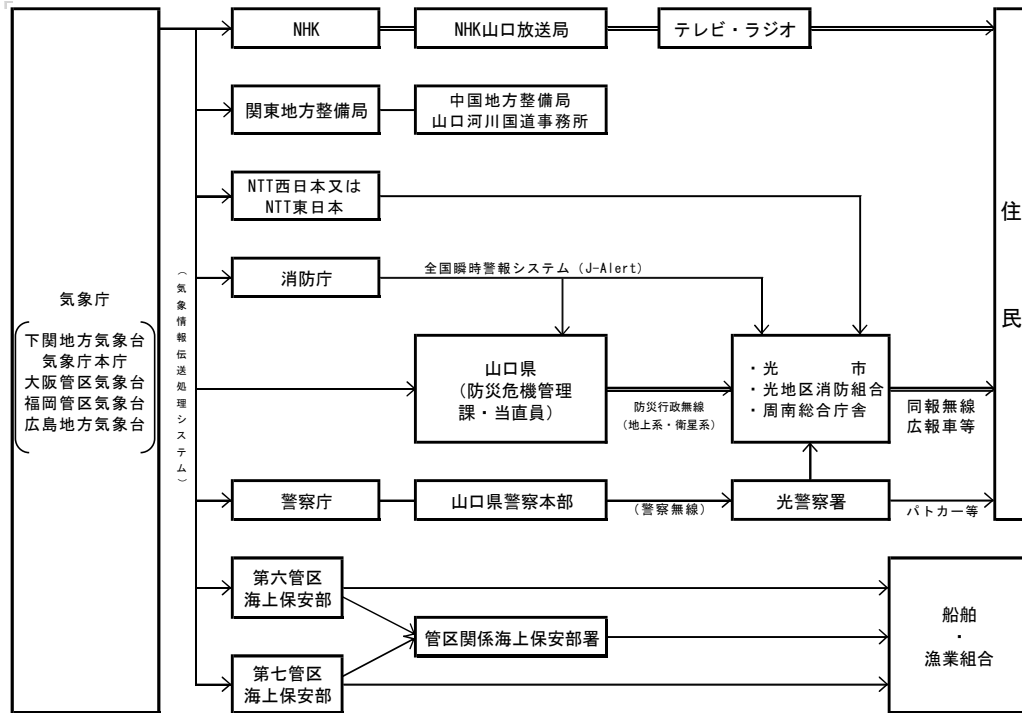 気象庁
下関地方気象台
気象庁本庁
大阪管区気象台
福岡管区気象台
広島地方気象台
（気象情報伝送処理システム）
NHK
NHK山口放送局
テレビ・ラジオ
関東地方整備局
中国地方整備局
山口河川国道事務所
NTT西日本又は
NTT東日本
消防庁
全国瞬時警報システム（J-Alert）
山口県
（防災危機管理
課・当直員）
防災行政無線
（地上系・衛星系）
・光　　　市
・光地区消防組合
・周南総合庁舎
同報無線
広報車等
警察庁
山口県警察本部
（警察無線）
光警察署
パトカー等
住民
第六管区
海上保安部
管区関係海上保安部署
第七管区
海上保安部
船舶
・
漁業組合